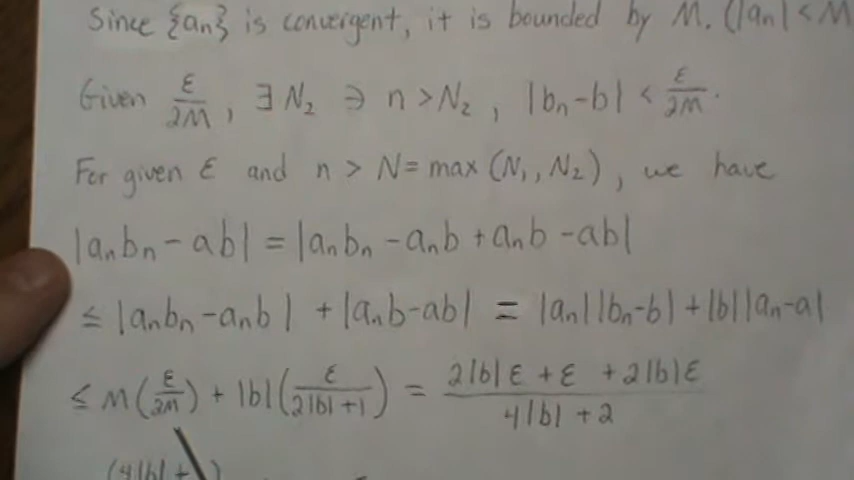 Since {aₙ} is convergent, it is bounded by M. (|aₙ| < M
Given ε/2M, ∃ N₂ ∋ n > N₂, |bₙ-b| < ε/2M.
For given ε and n > N = max (N₁, N₂), we have
|aₙbₙ - ab| = |aₙbₙ - aₙb + aₙb - ab|
≤ |aₙbₙ - aₙb| + |aₙb - ab| = |aₙ| |bₙ-b| + |b| |aₙ-a|
≤ M(ε/2M) + |b|(ε/(2|b|+1)) = (2|b|ε + ε + 2|b|ε)/(4|b| + 2)
(4|b| +